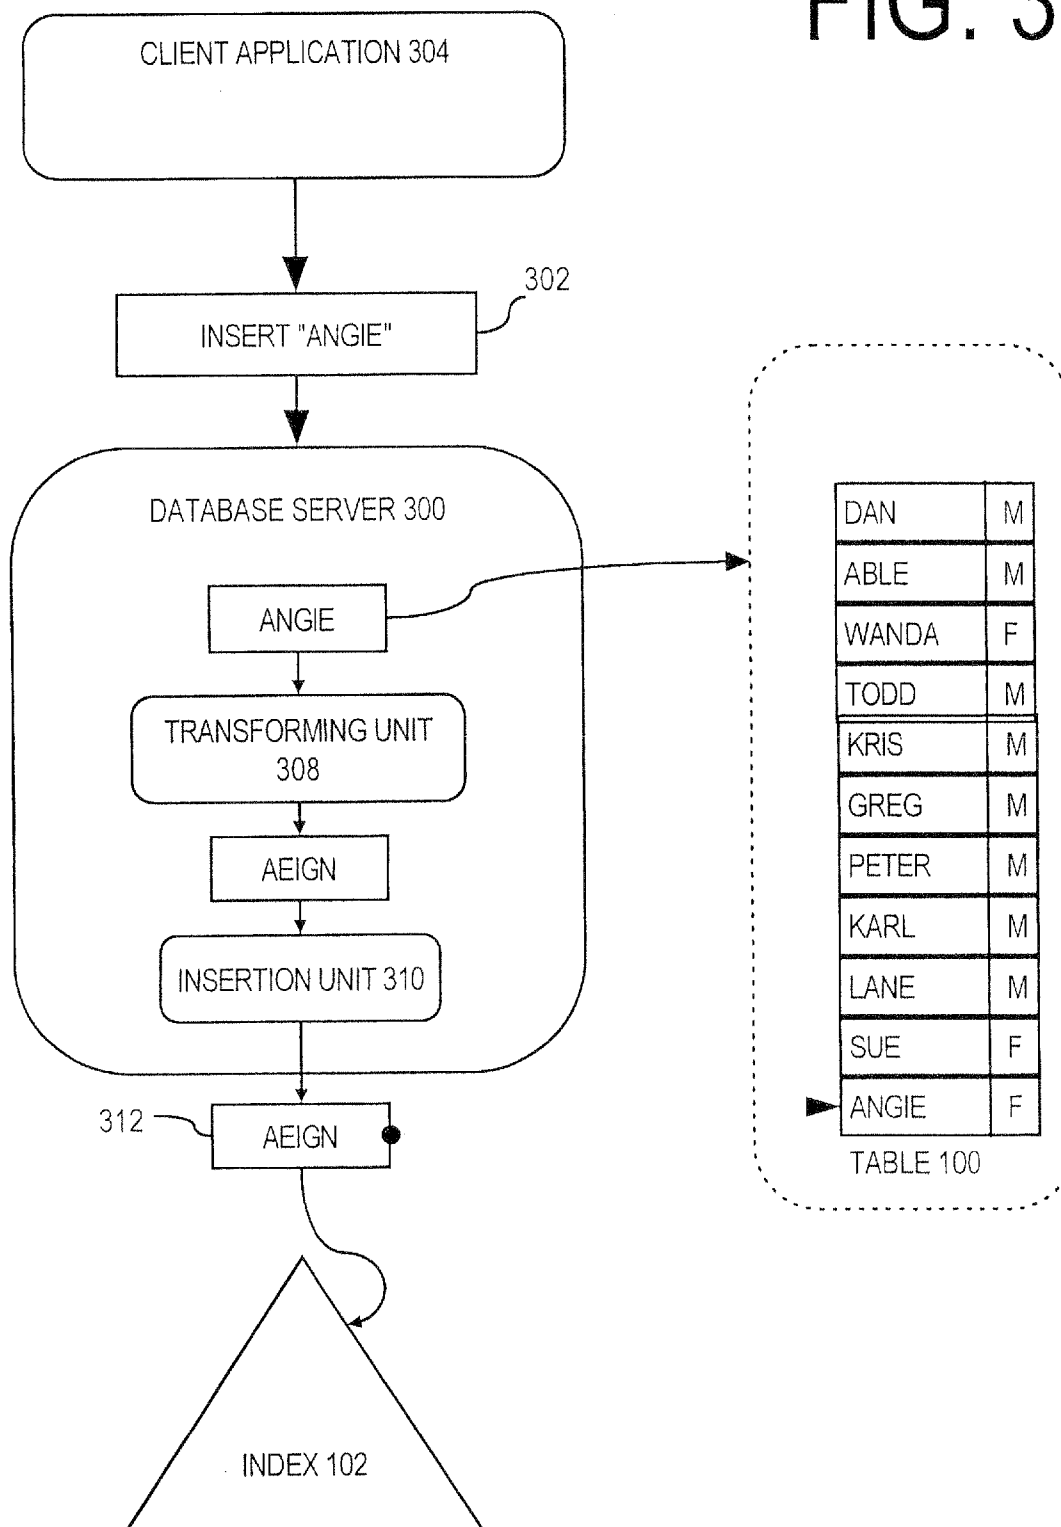 FIG. 3
CLIENT APPLICATION 304
302
INSERT "ANGIE"
DATABASE SERVER 300
ANGIE
TRANSFORMING UNIT
308
AEIGN
INSERTION UNIT 310
312
AEIGN
INDEX 102
DAN M
ABLE M
WANDA F
TODD M
KRIS M
GREG M
PETER M
KARL M
LANE M
SUE F
ANGIE F
TABLE 100